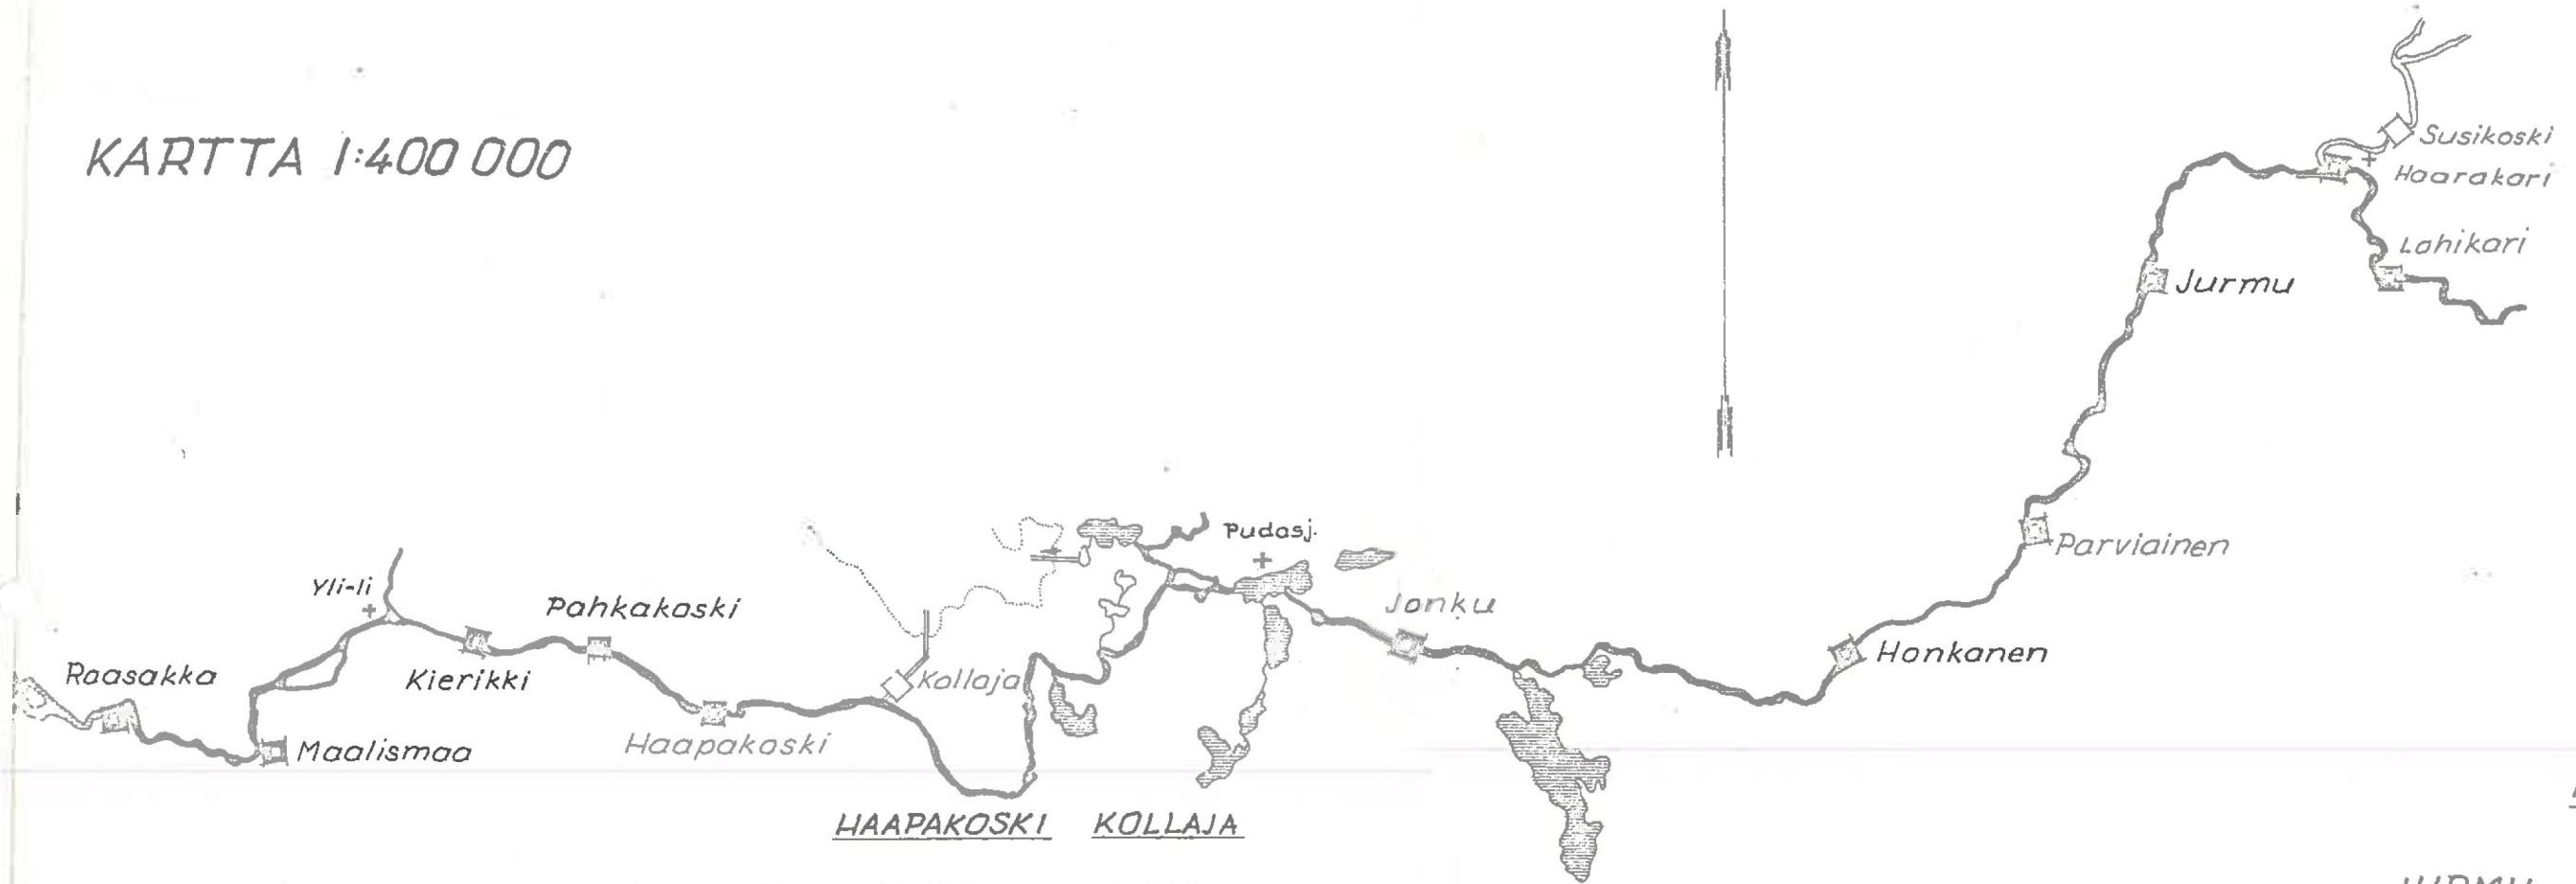 KARTTA 1:400 000
Susikoski
Haarakari
Lahikari
Jurmu
Pudasj.
Parviainen
Yli-Ii
Pahkakoski
Jonku
Honkanen
Raasakka
Kierikki
Kollaja
Maalismaa
Haapakoski
HAAPAKOSKI KOLLAJA